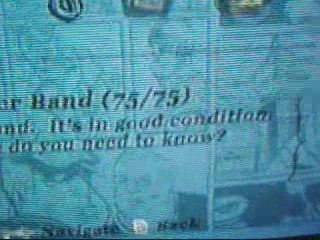 er Band (75/75)
and. It's in good condition.
do you need to know?
Navigate Back